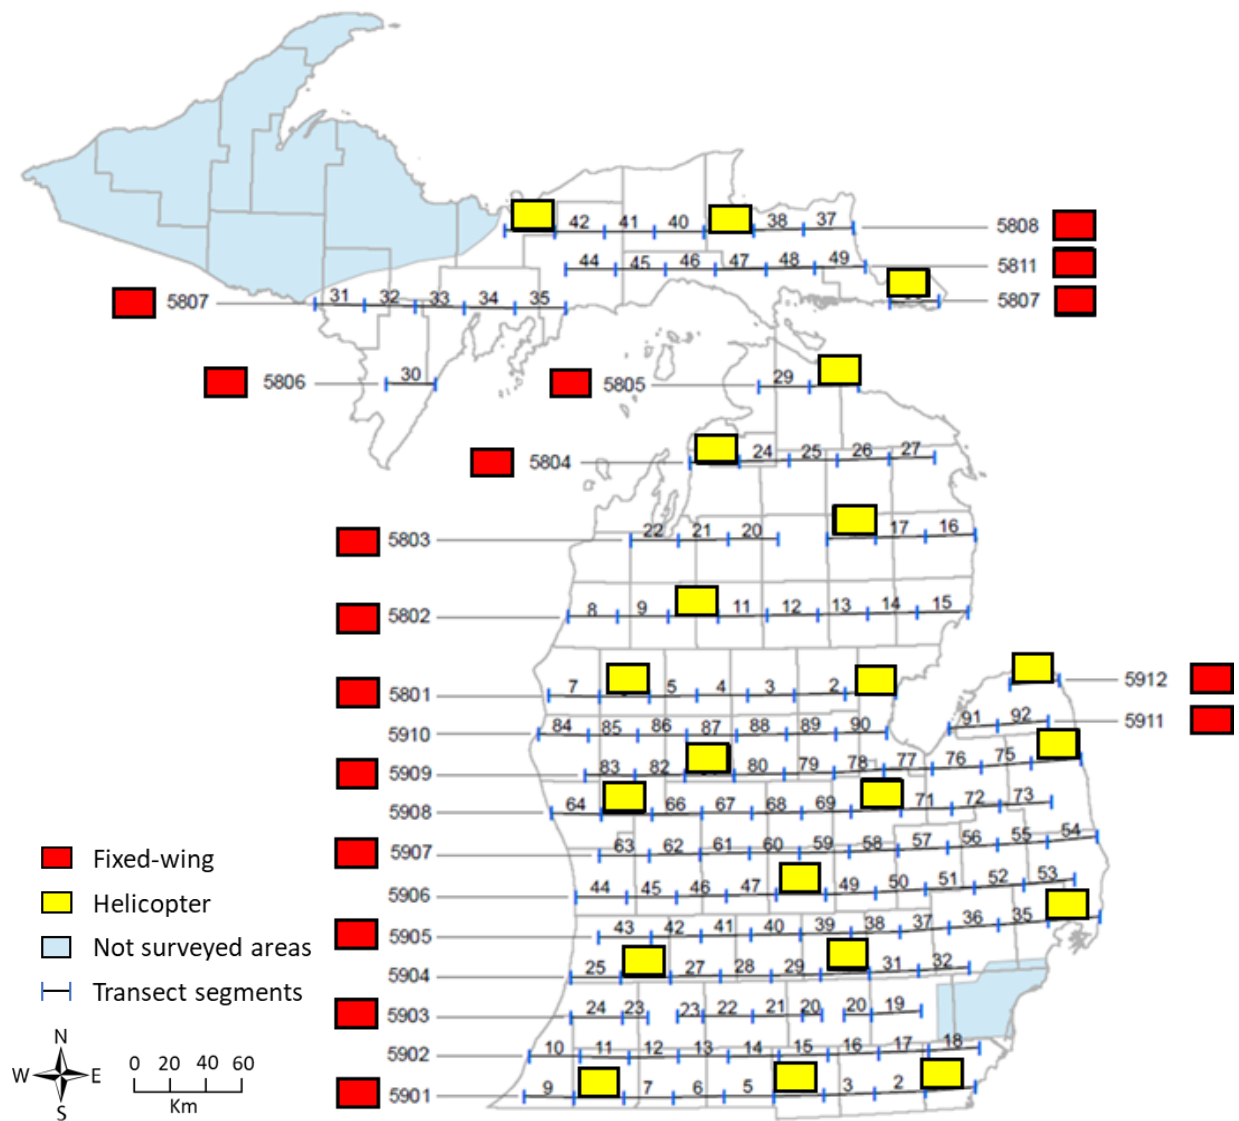 42 41 40 38 37 5808
44 45 46 47 48 49 5811
5807 31 32 33 34 35 5807
5806 30 5805 29
5804 24 25 26 27
5803 22 21 20 17 16
5802 8 9 11 12 13 14 15
5801 7 5 4 3 2 5912
5910 84 85 86 87 88 89 90 91 92 5911
5909 83 82 80 79 78 77 76 75
5908 64 66 67 68 69 71 72 73
5907 63 62 61 60 59 58 57 56 55 54
5906 44 45 46 47 49 50 51 52 53
5905 43 42 41 40 39 38 37 36 35
5904 25 27 28 29 31 32
5903 24 23 23 22 21 20 20 19
5902 10 11 12 13 14 15 16 17 18
5901 9 7 6 5 3 2
Fixed-wing
Helicopter
Not surveyed areas
Transect segments
N
W E
S
0 20 40 60
Km